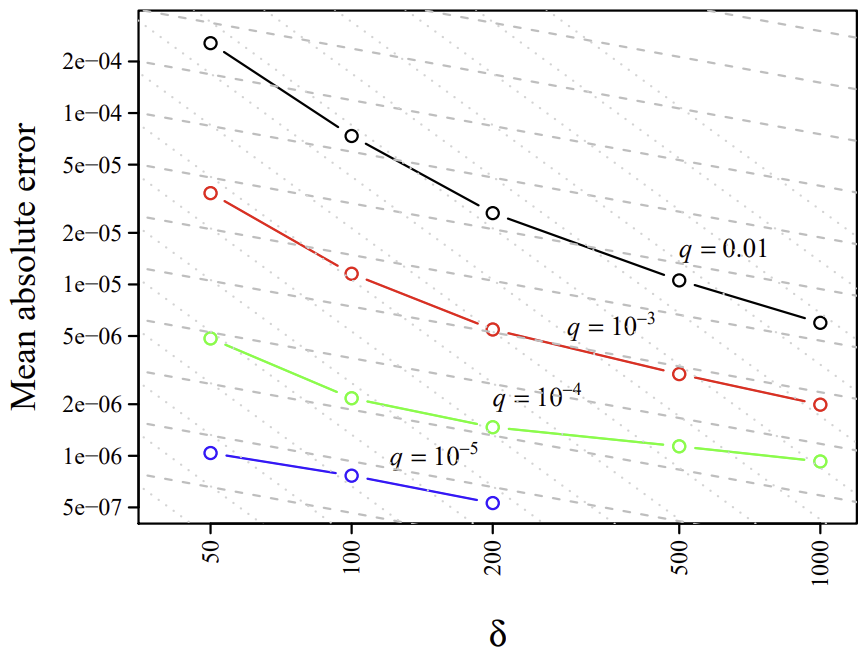 Mean absolute error
2e−04
1e−04
5e−05
2e−05
1e−05
5e−06
2e−06
1e−06
5e−07
q = 0.01
q = 10⁻³
q = 10⁻⁴
q = 10⁻⁵
50
100
200
500
1000
δ